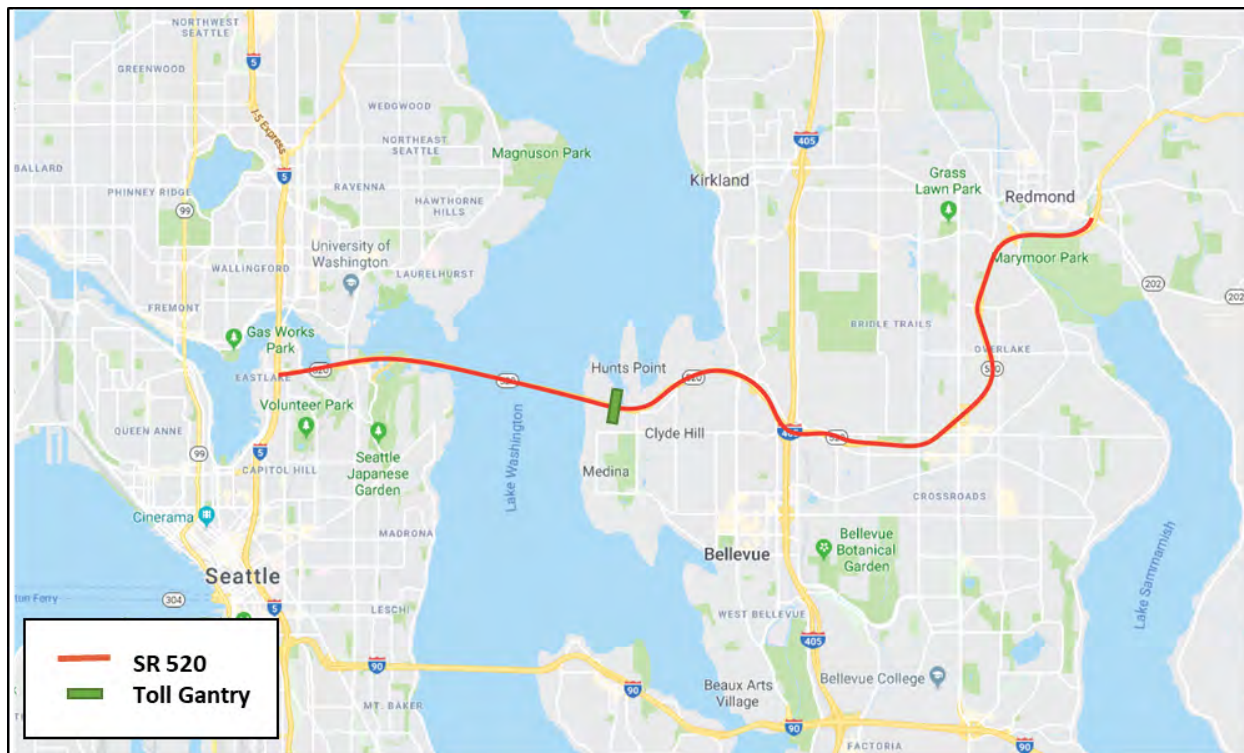 NORTHWEST
SEATTLE
GREENWOOD
5
I-5 Express
WEDGWOOD
NORTHEAST
SEATTLE
Magnuson Park
405
BALLARD
PHINNEY RIDGE
5
RAVENNA
HAWTHORNE
HILLS
Kirkland
Grass
Lawn Park
Redmond
99
University of
Washington
WALLINGFORD
LAURELHURST
Marymoor Park
202
202
FREMONT
Gas Works
Park
BRIDLE TRAILS
OVERLAKE
EASTLAKE
520
520
Hunts Point
520
520
Volunteer Park
Clyde Hill
405
520
QUEEN ANNE
99
5
CAPITOL HILL
Seattle
Japanese
Garden
Lake Washington
Medina
CROSSROADS
Cinerama
MADRONA
Bellevue
Bellevue
Botanical
Garden
Lake Sammamish
Seattle
ton Ferry
304
5
LESCHI
WEST BELLEVUE
405
90
90
Beaux Arts
Village
Bellevue College
MT. BAKER
90
90
FACTORIA
SR 520
Toll Gantry